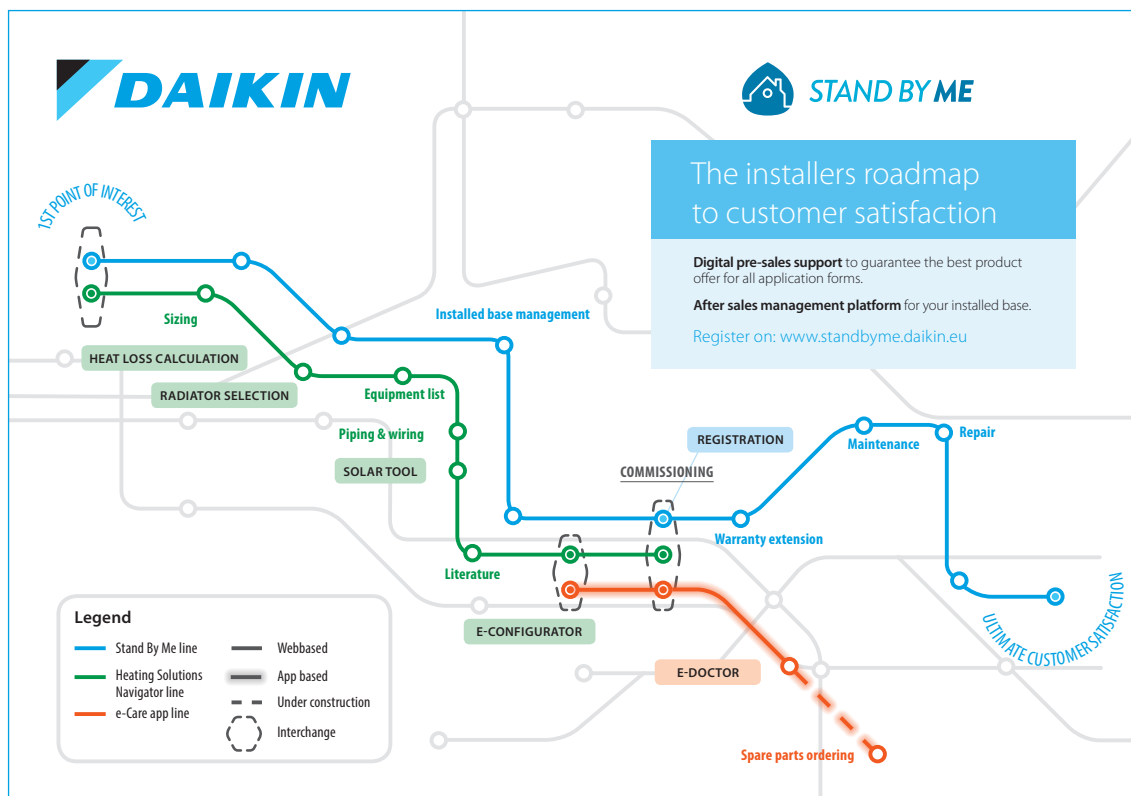 DAIKIN
STAND BY ME
The installers roadmap
to customer satisfaction
Digital pre-sales support to guarantee the best product
offer for all application forms.
After sales management platform for your installed base.
Register on: www.standbyme.daikin.eu
1ST POINT OF INTEREST
Sizing
Installed base management
HEAT LOSS CALCULATION
RADIATOR SELECTION
Equipment list
Piping & wiring
SOLAR TOOL
REGISTRATION
Maintenance
Repair
COMMISSIONING
Warranty extension
Literature
E-CONFIGURATOR
ULTIMATE CUSTOMER SATISFACTION
E-DOCTOR
Spare parts ordering
Legend
Stand By Me line
Heating Solutions
Navigator line
e-Care app line
Webbased
App based
Under construction
Interchange